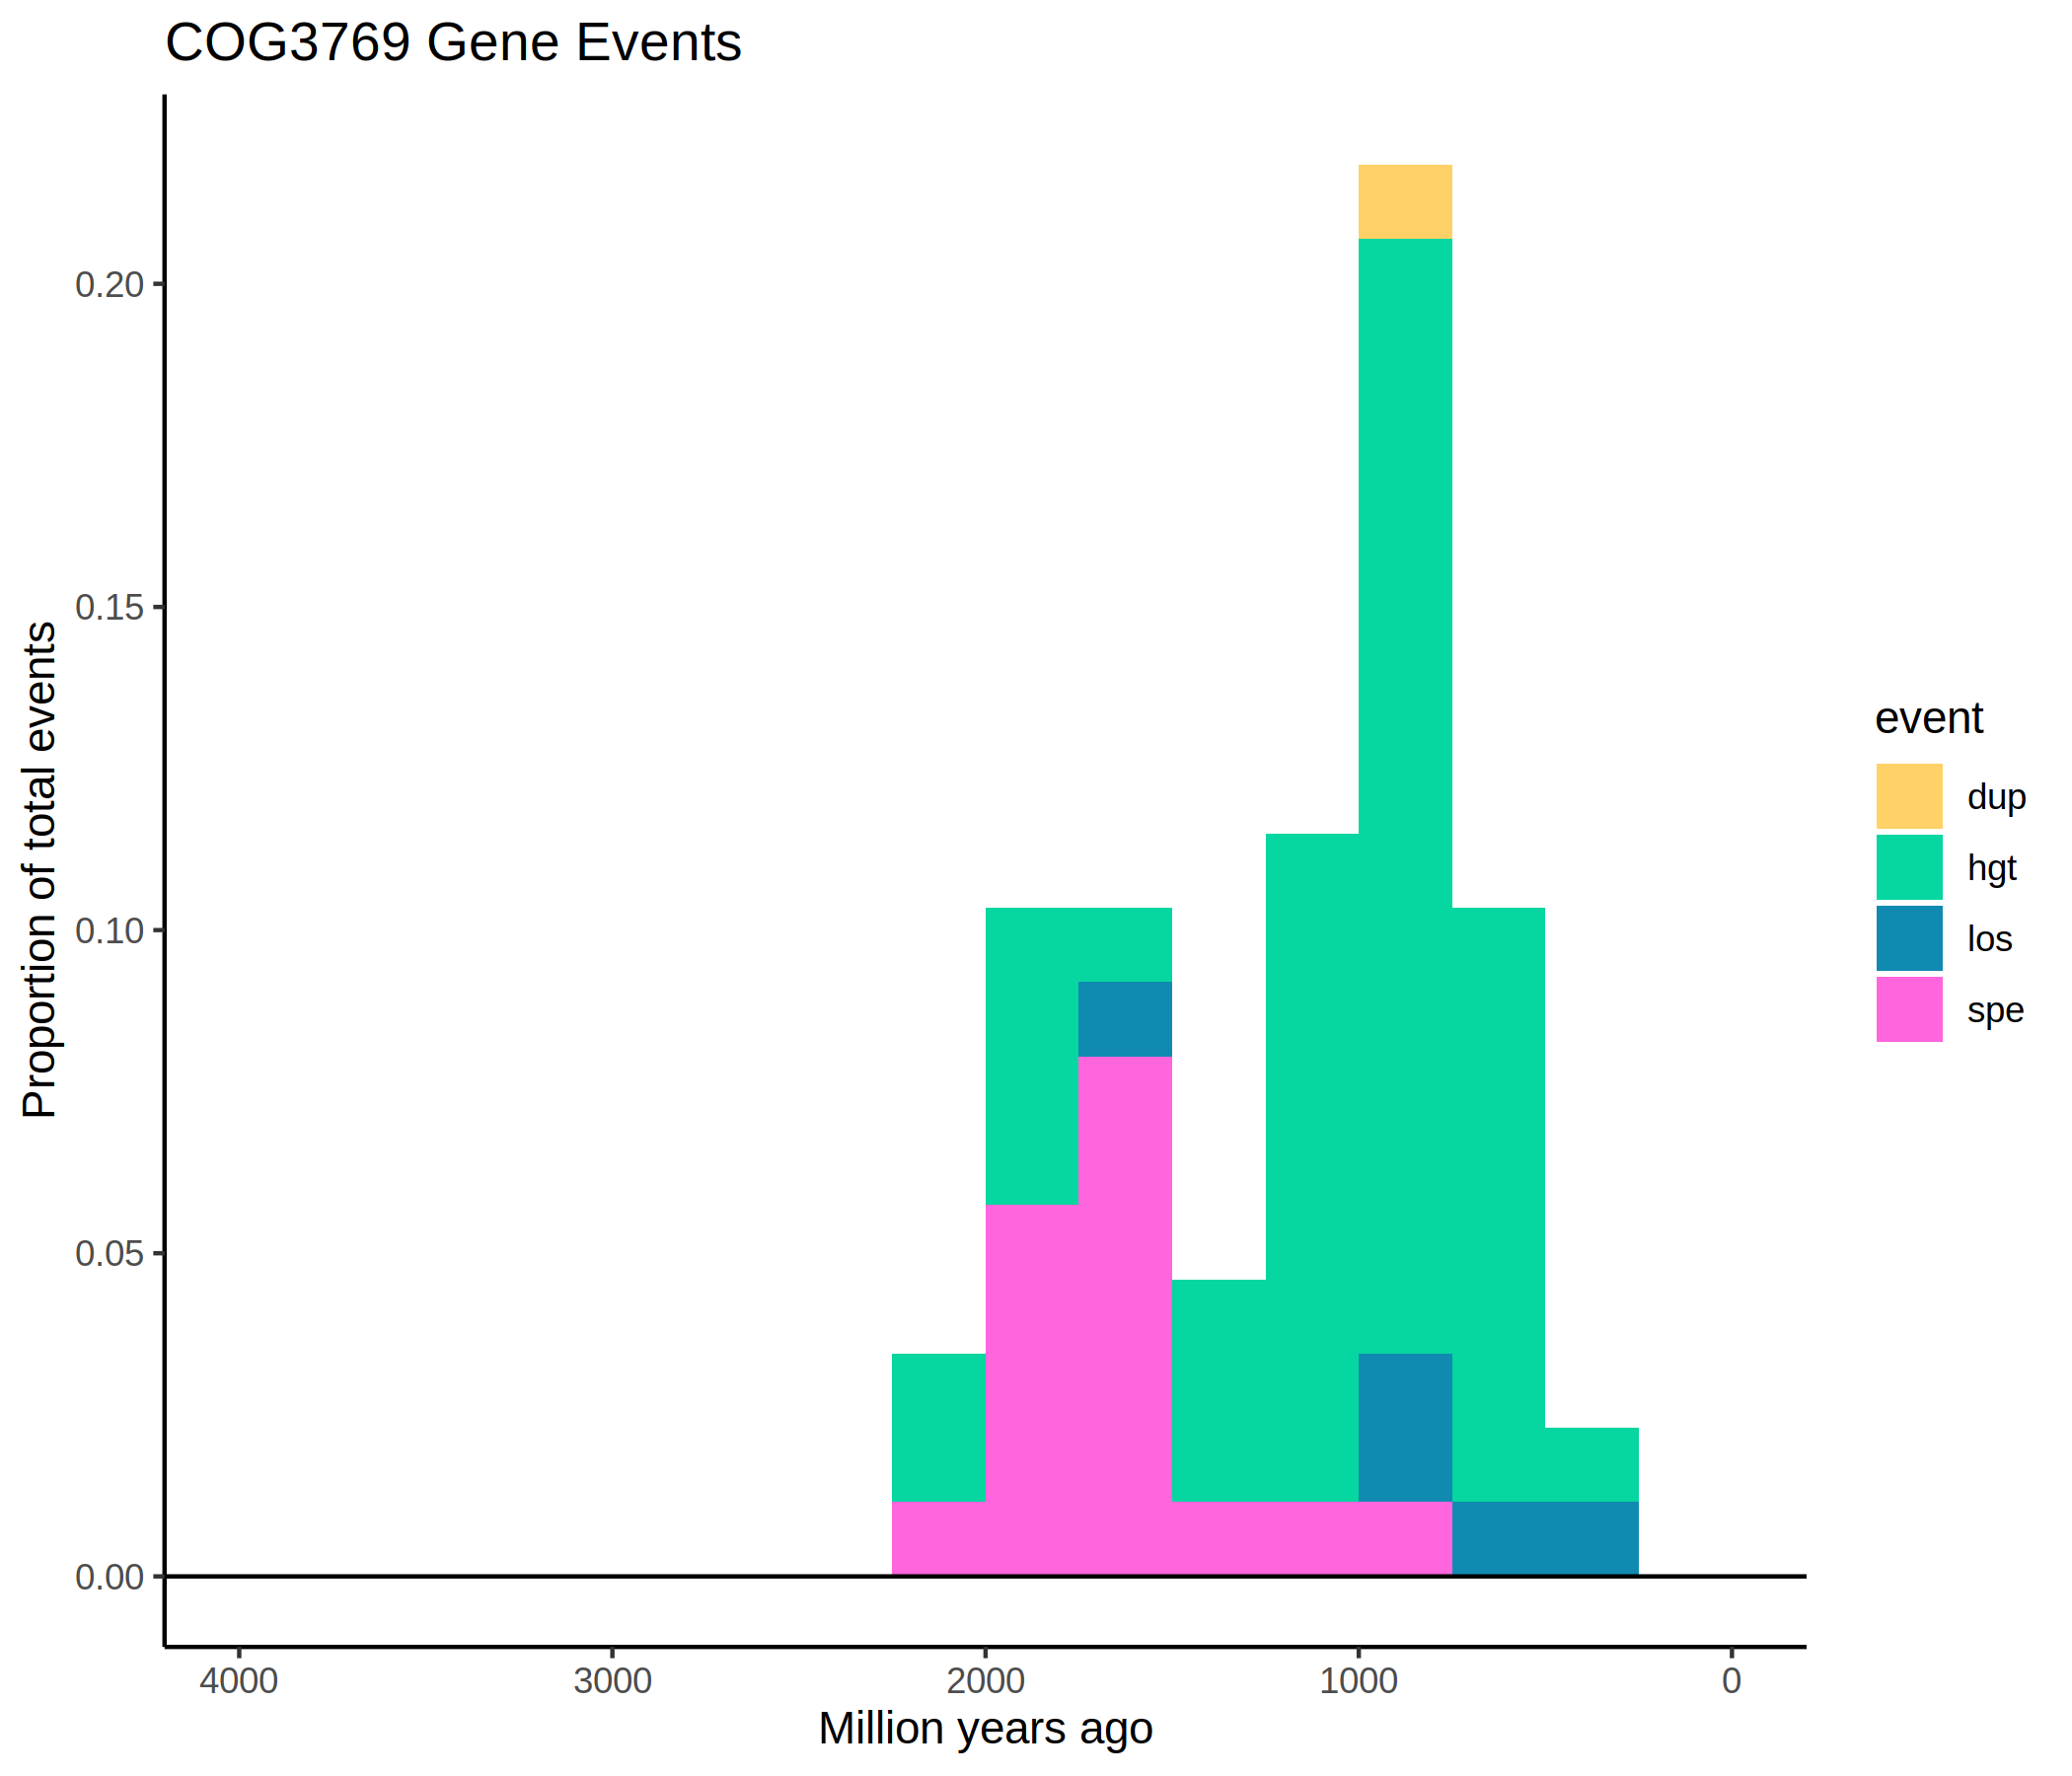 COG3769 Gene Events
Proportion of total events
0.20
0.15
0.10
0.05
0.00
4000 3000 2000 1000 0
Million years ago
event
dup
hgt
los
spe